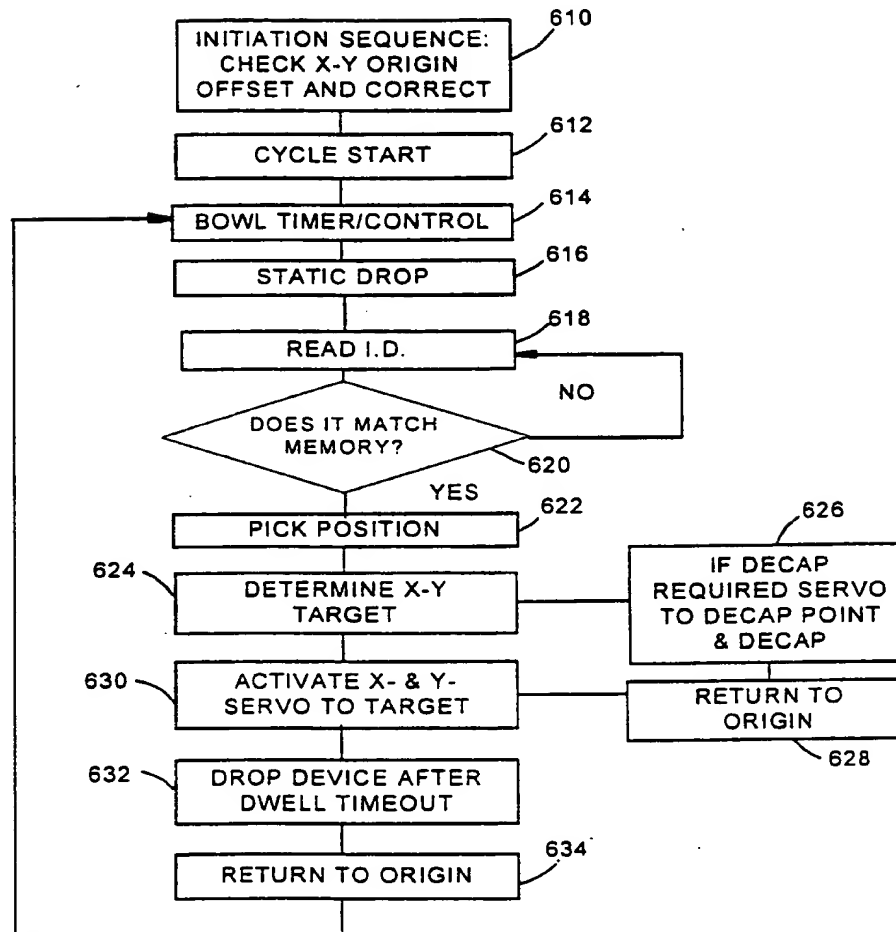 610
INITIATION SEQUENCE:
CHECK X-Y ORIGIN
OFFSET AND CORRECT
612
CYCLE START
614
BOWL TIMER/CONTROL
616
STATIC DROP
618
READ I.D.
NO
DOES IT MATCH
MEMORY?
620
YES
622
PICK POSITION
624
DETERMINE X-Y
TARGET
626
IF DECAP
REQUIRED SERVO
TO DECAP POINT
& DECAP
630
ACTIVATE X- & Y-
SERVO TO TARGET
RETURN TO
ORIGIN
628
632
DROP DEVICE AFTER
DWELL TIMEOUT
634
RETURN TO ORIGIN